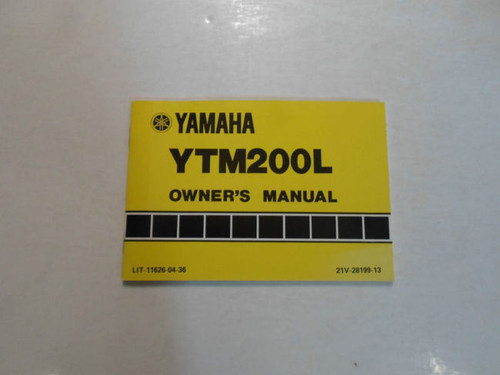 YAMAHA
YTM200L
OWNER'S MANUAL
LIT-11626-04-36 21V-28199-13